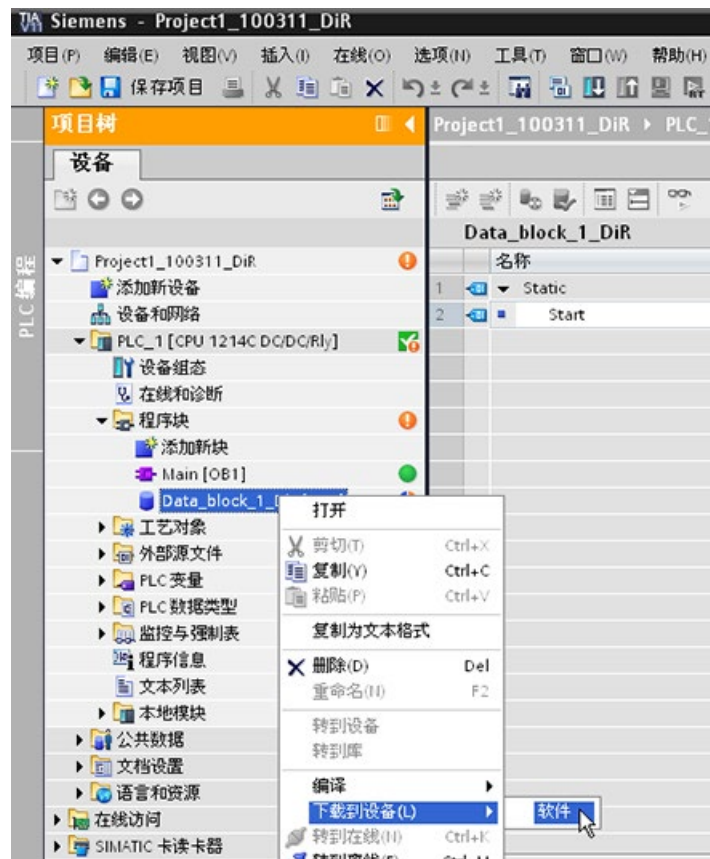 Siemens - Project1_100311_DiR
项目(P) 编辑(E) 视图(V) 插入(I) 在线(O) 选项(N) 工具(T) 窗口(W) 帮助(H)
保存项目
项目树
Project1_100311_DiR ▸ PLC_
设备
Data_block_1_DiR
PLC 编程
Project1_100311_DiR
添加新设备
设备和网络
PLC_1 [CPU 1214C DC/DC/Rly]
设备组态
在线和诊断
程序块
添加新块
Main [OB1]
Data_block_1_
工艺对象
外部源文件
PLC 变量
PLC 数据类型
监控与强制表
程序信息
文本列表
本地模块
公共数据
文档设置
语言和资源
在线访问
SIMATIC 卡读卡器
名称
1 Static
2 Start
打开
剪切(T) Ctrl+X
复制(Y) Ctrl+C
粘贴(P) Ctrl+V
复制为文本格式
删除(D) Del
重命名(N) F2
转到设备
转到库
编译
下载到设备(L)
软件
转到在线(N) Ctrl+K
转到离线(F) Ctrl+M